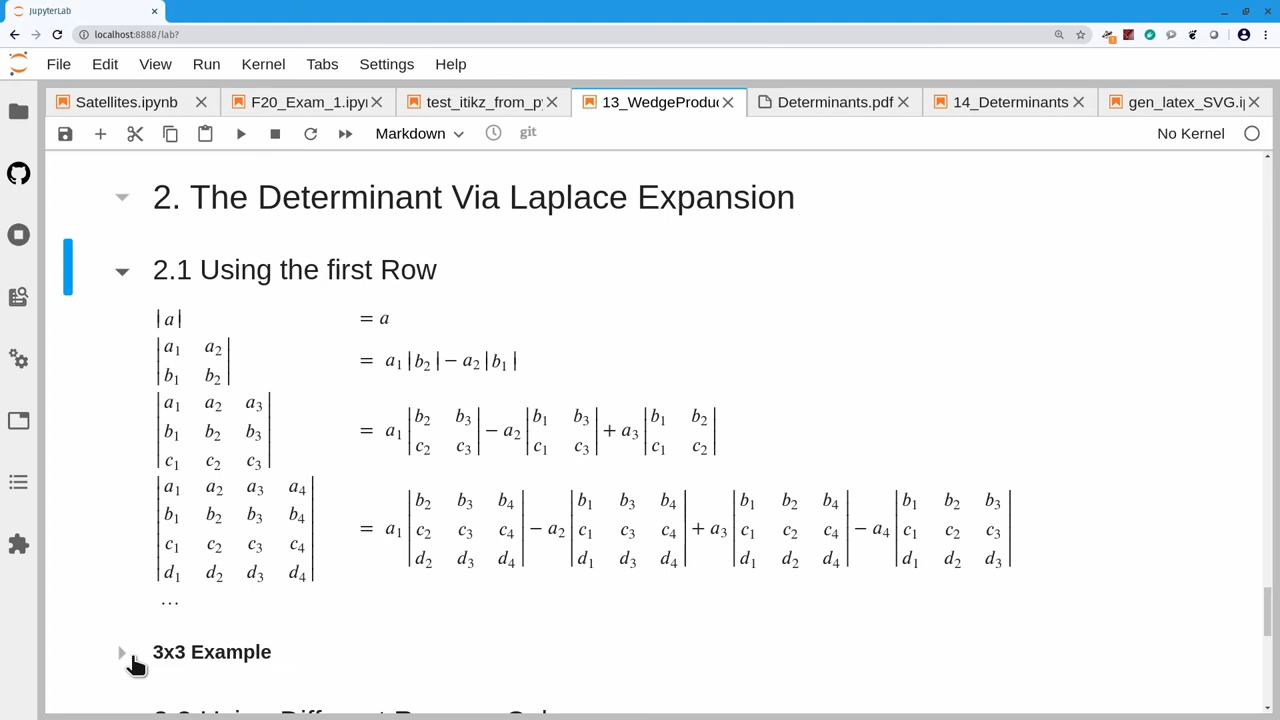 JupyterLab
localhost:8888/lab?
File Edit View Run Kernel Tabs Settings Help
Satellites.ipynb F20_Exam_1.ipyn test_itikz_from_py 13_WedgeProduc Determinants.pdf 14_Determinants gen_latex_SVG.i
Markdown git No Kernel
2. The Determinant Via Laplace Expansion
2.1 Using the first Row
|a| = a
|a₁ a₂|
|b₁ b₂| = a₁|b₂| − a₂|b₁|
|a₁ a₂ a₃| |b₂ b₃| |b₁ b₃| |b₁ b₂|
|b₁ b₂ b₃| = a₁ − a₂ + a₃
|c₁ c₂ c₃| |c₂ c₃| |c₁ c₃| |c₁ c₂|
|a₁ a₂ a₃ a₄| |b₂ b₃ b₄| |b₁ b₃ b₄| |b₁ b₂ b₄| |b₁ b₂ b₃|
|b₁ b₂ b₃ b₄| = a₁ |c₂ c₃ c₄| − a₂ |c₁ c₃ c₄| + a₃ |c₁ c₂ c₄| − a₄ |c₁ c₂ c₃|
|c₁ c₂ c₃ c₄| |d₂ d₃ d₄| |d₁ d₃ d₄| |d₁ d₂ d₄| |d₁ d₂ d₃|
|d₁ d₂ d₃ d₄|
...
3x3 Example